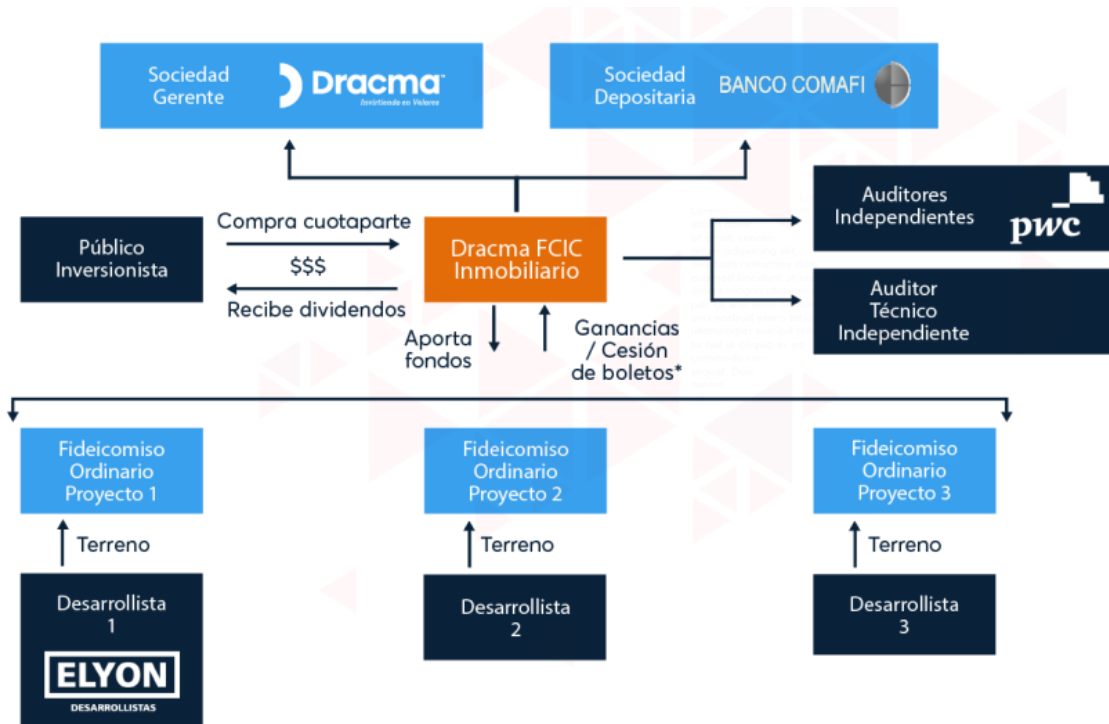 Sociedad
Gerente
Dracma
Invirtiendo en Valores
Sociedad
Depositaria
BANCO COMAFI
Público
Inversionista
Compra cuotaparte
$$$
Recibe dividendos
Dracma FCIC
Inmobiliario
Auditores
Independientes
pwc
Auditor
Técnico
Independiente
Aporta
fondos
Ganancias
/ Cesión
de boletos*
Fideicomiso
Ordinario
Proyecto 1
Fideicomiso
Ordinario
Proyecto 2
Fideicomiso
Ordinario
Proyecto 3
Terreno
Terreno
Terreno
Desarrollista
1
ELYON
DESARROLLISTAS
Desarrollista
2
Desarrollista
3